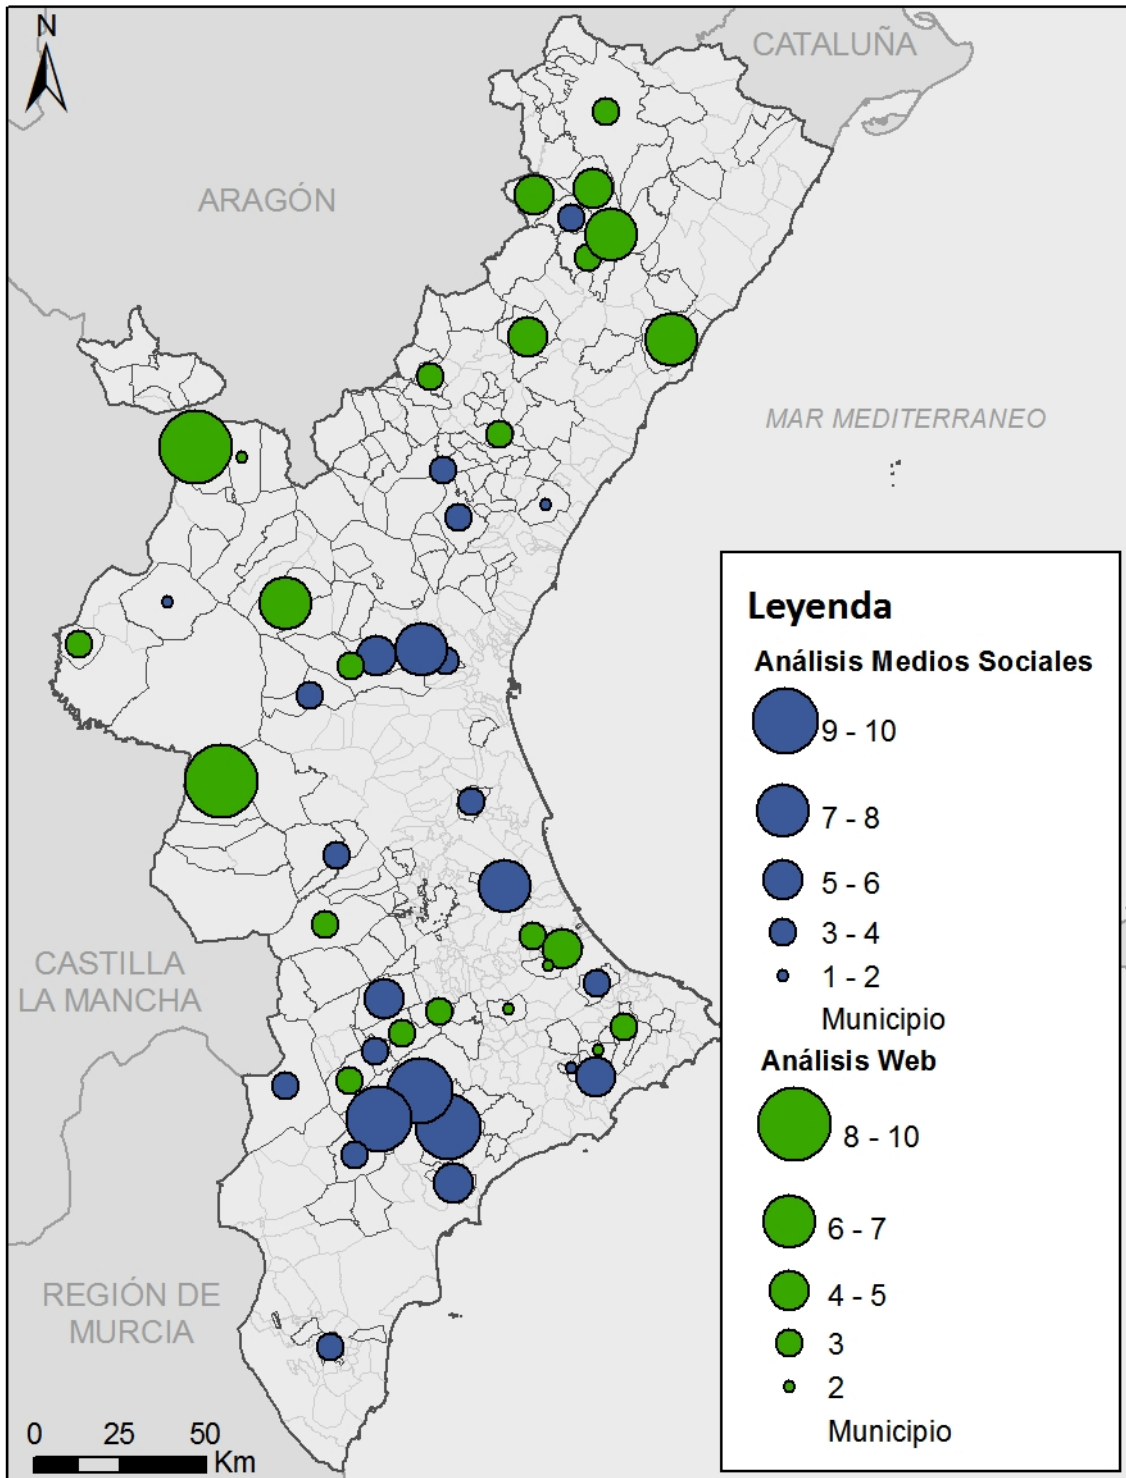 N
CATALUÑA
ARAGÓN
MAR MEDITERRANEO
Leyenda
Análisis Medios Sociales
9 - 10
7 - 8
5 - 6
3 - 4
1 - 2
Municipio
Análisis Web
8 - 10
6 - 7
4 - 5
3
2
Municipio
CASTILLA
LA MANCHA
REGIÓN DE
MURCIA
0 25 50
Km